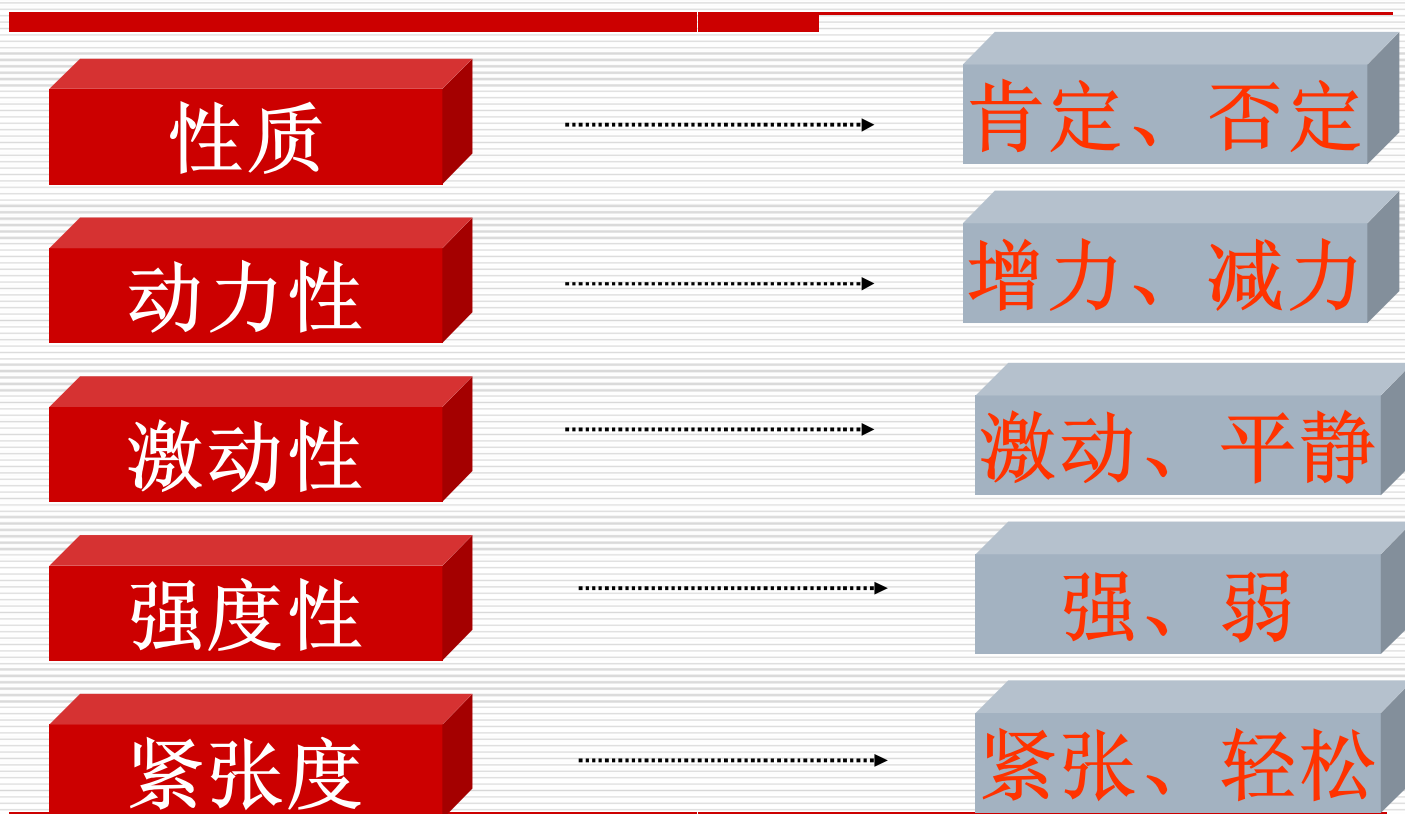 性质
肯定、否定
动力性
增力、减力
激动性
激动、平静
强度性
强、弱
紧张度
紧张、轻松